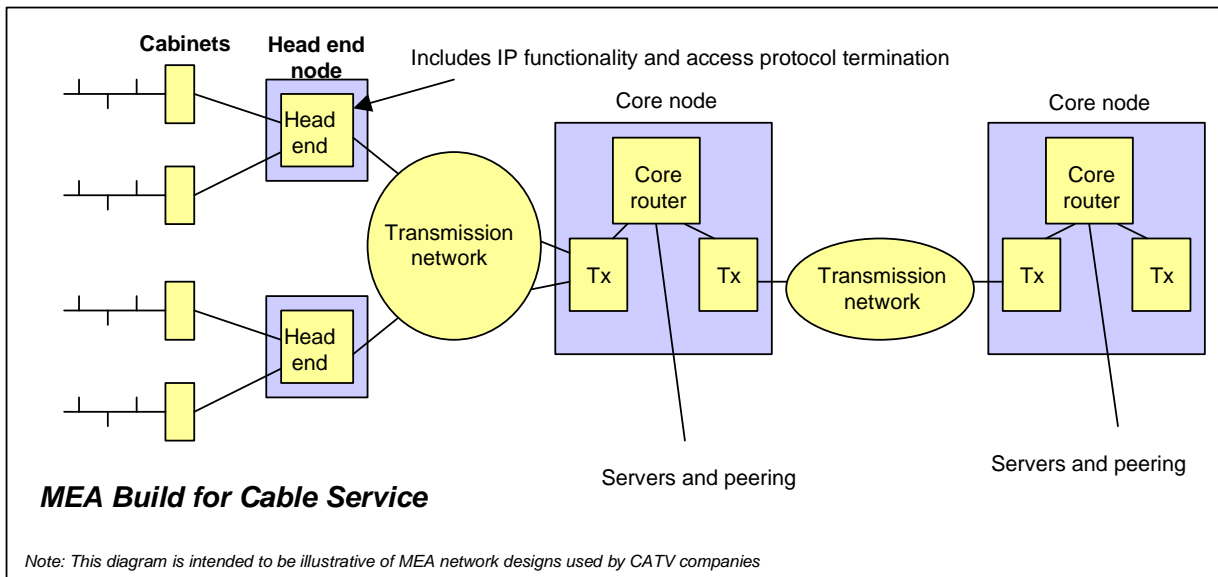 Cabinets
Head end
node
Includes IP functionality and access protocol termination
Core node
Core node
Head
end
Core
router
Core
router
Transmission
network
Tx
Tx
Transmission
network
Tx
Tx
Head
end
Servers and peering
Servers and peering
MEA Build for Cable Service
Note: This diagram is intended to be illustrative of MEA network designs used by CATV companies